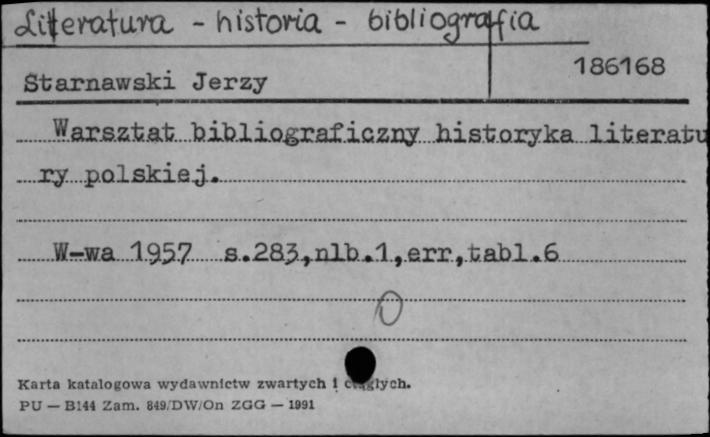 Literatura - historia - bibliografia
186168
Starnawski Jerzy
Warsztat bibliograficzny historyka literatu
ry polskiej.
W-wa 1957 s.283,nlb.1,err,tabl.6
Karta katalogowa wydawnictw zwartych i ciągłych.
PU — B144 Zam. 849/DW/On ZGG — 1991